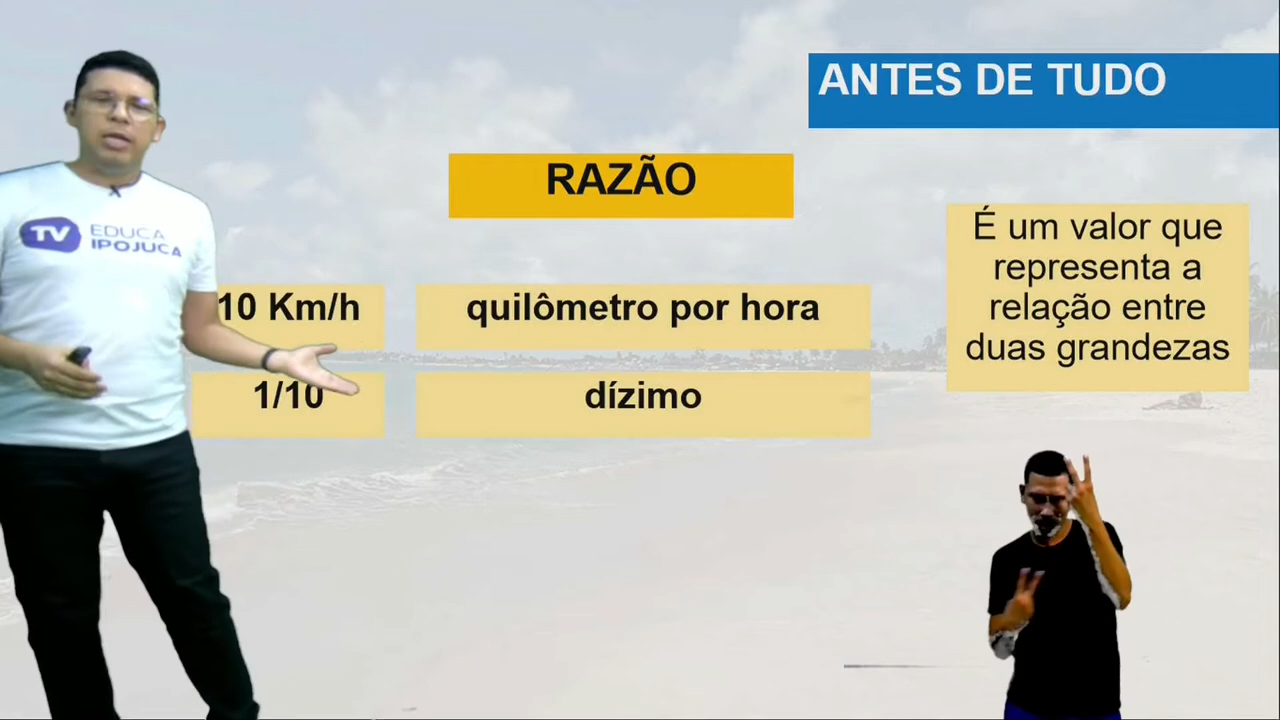 ANTES DE TUDO
RAZÃO
É um valor que
representa a
relação entre
duas grandezas
TV EDUCA
IPOJUCA
10 Km/h
quilômetro por hora
1/10
dízimo